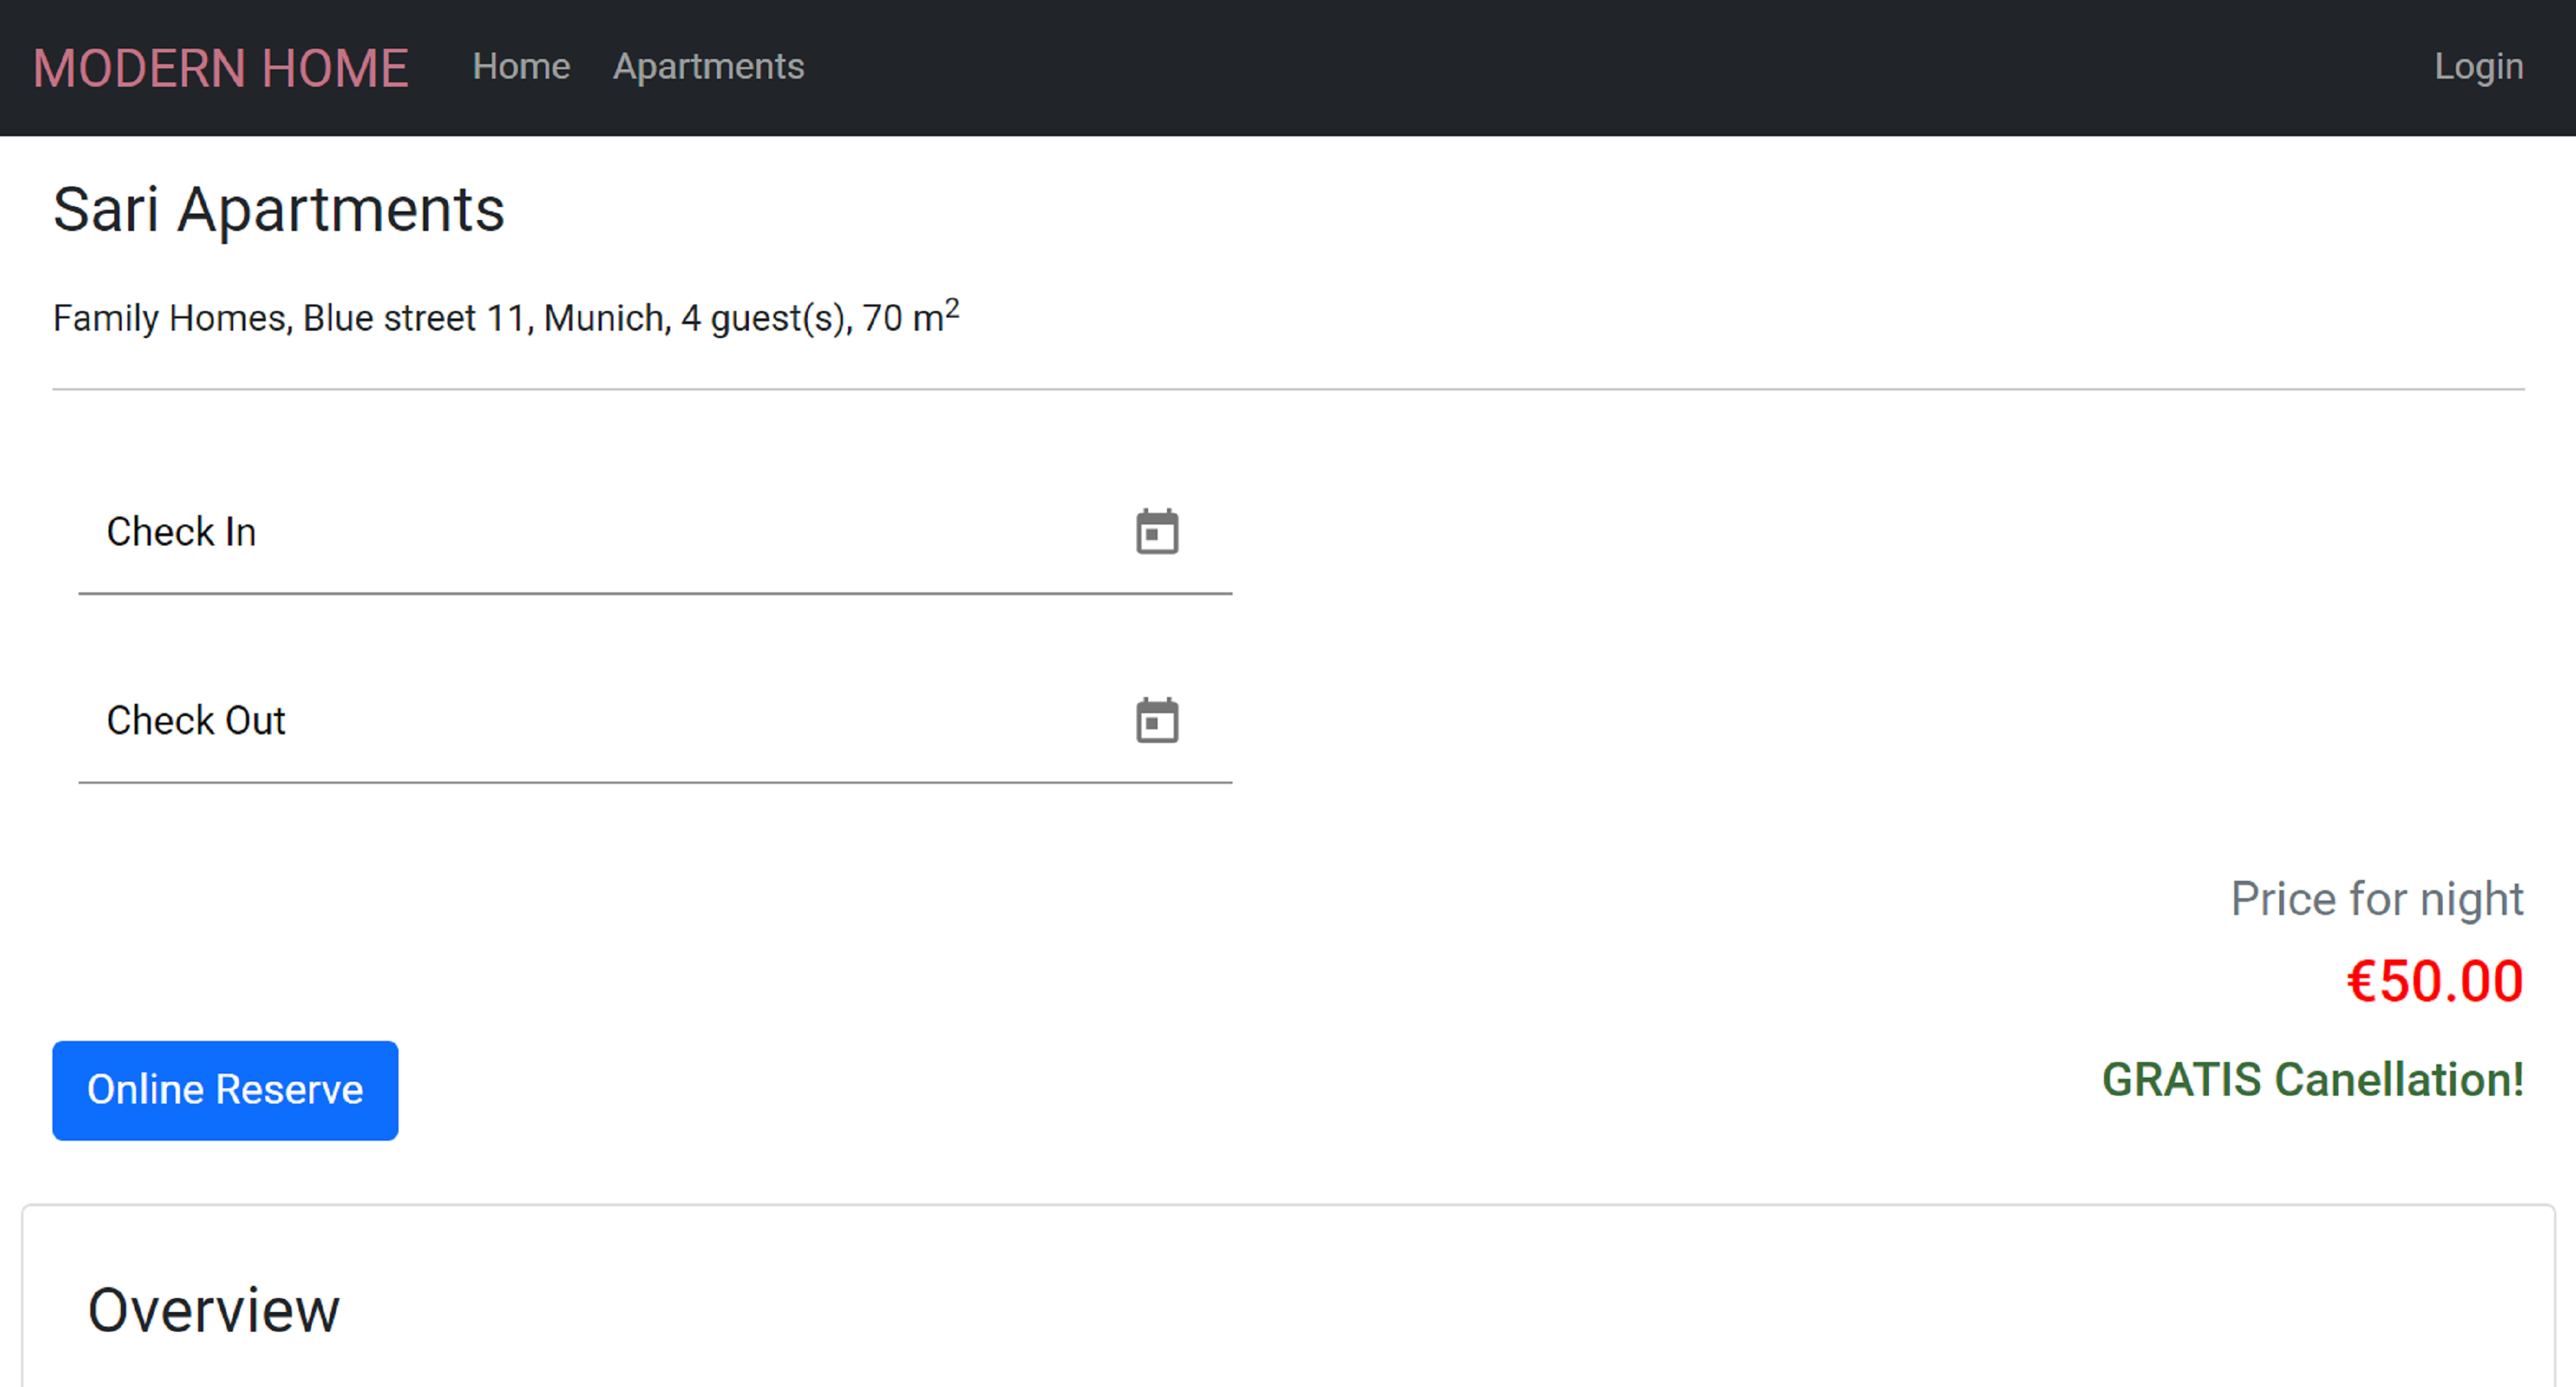 MODERN HOME Home Apartments Login
Sari Apartments
Family Homes, Blue street 11, Munich, 4 guest(s), 70 m²
Check In
Check Out
Price for night
€50.00
Online Reserve
GRATIS Canellation!
Overview